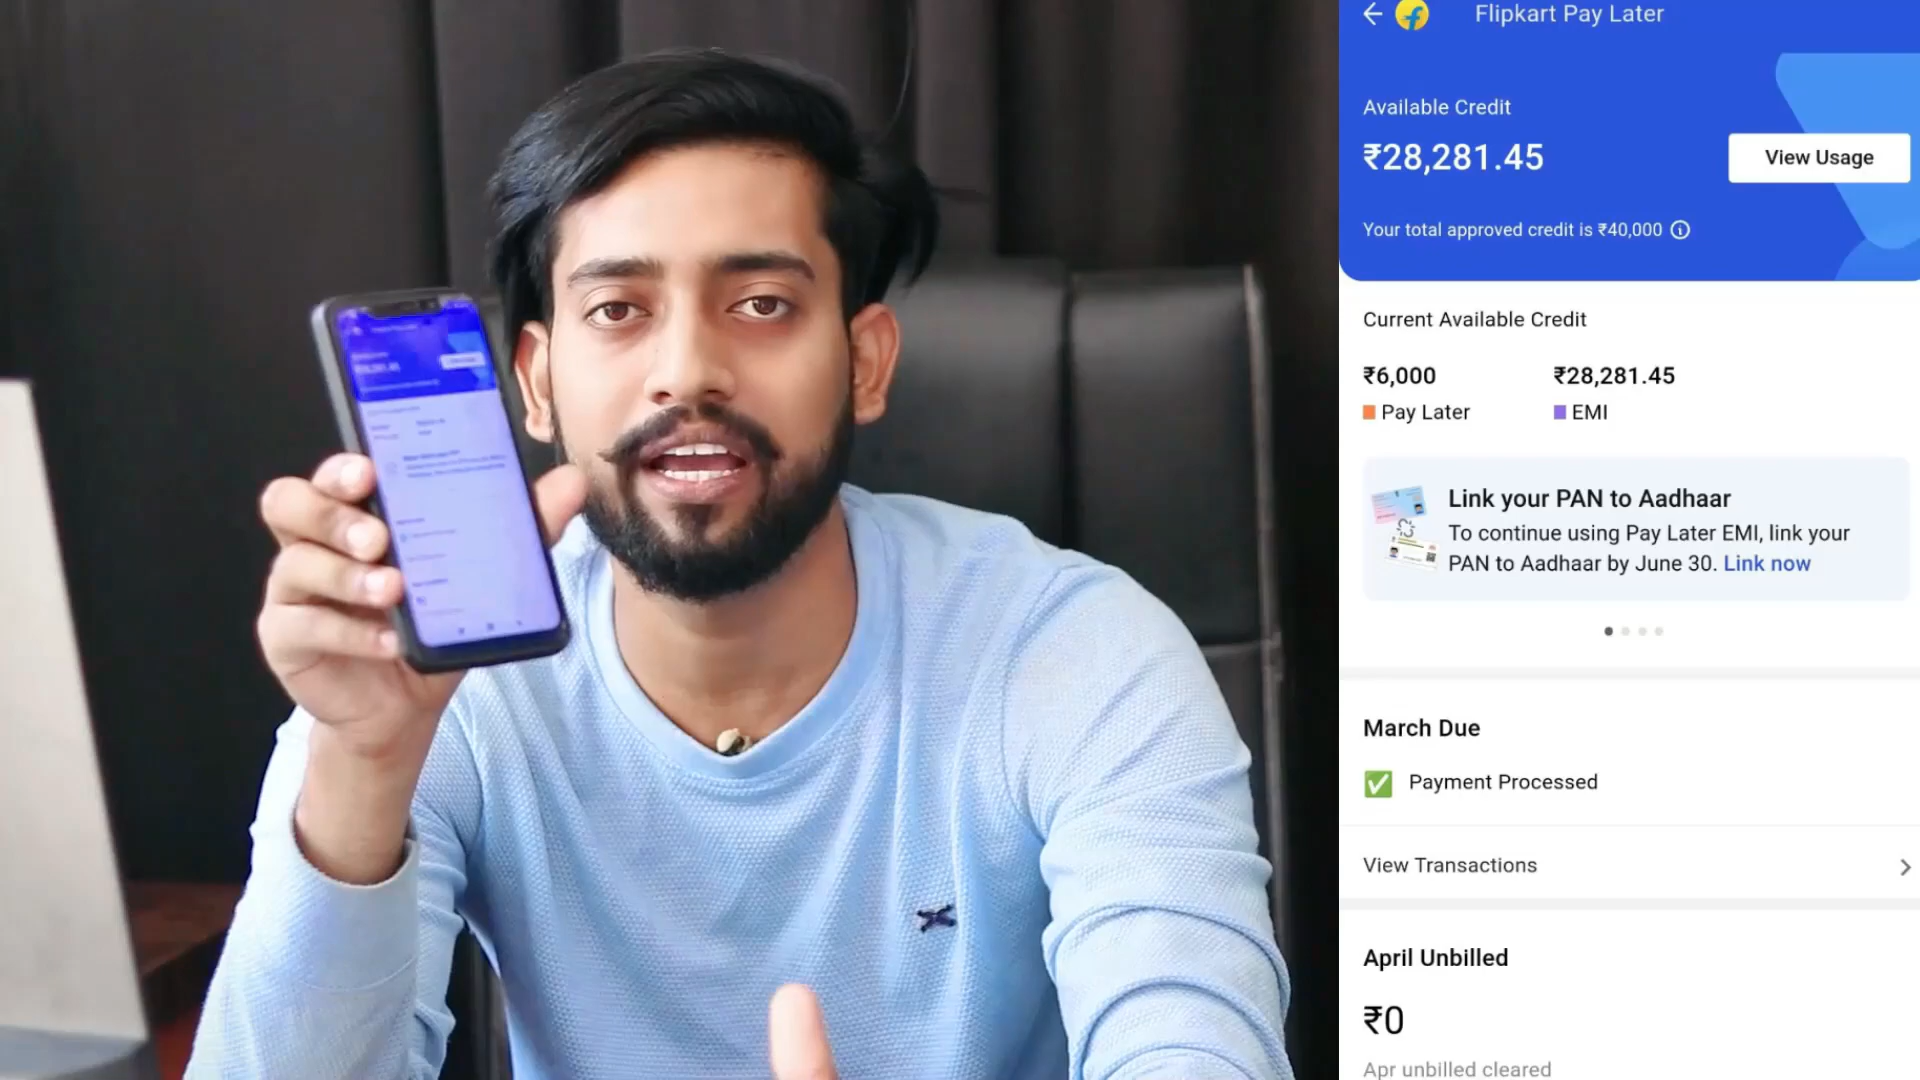 Flipkart Pay Later
Available Credit
₹28,281.45
View Usage
Your total approved credit is ₹40,000
Current Available Credit
₹6,000 ₹28,281.45
Pay Later EMI
Link your PAN to Aadhaar
To continue using Pay Later EMI, link your
PAN to Aadhaar by June 30. Link now
March Due
Payment Processed
View Transactions
April Unbilled
₹0
Apr unbilled cleared